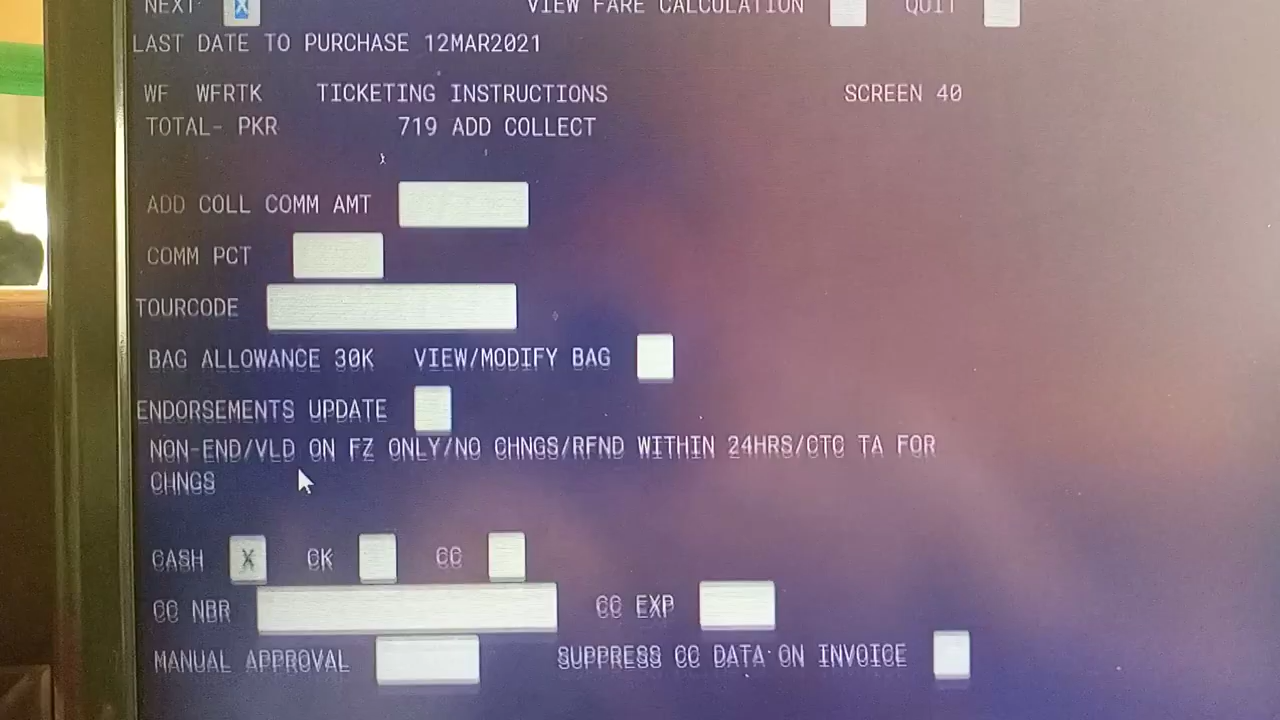 NEXT X VIEW FARE CALCULATION QUIT
LAST DATE TO PURCHASE 12MAR2021
WF WFRTK TICKETING INSTRUCTIONS SCREEN 40
TOTAL- PKR 719 ADD COLLECT
ADD COLL COMM AMT
COMM PCT
TOURCODE
BAG ALLOWANCE 30K VIEW/MODIFY BAG
ENDORSEMENTS UPDATE
NON-END/VLD ON FZ ONLY/NO CHNGS/RFND WITHIN 24HRS/CTC TA FOR
CHNGS
CASH X CK CC
CC NBR CC EXP
MANUAL APPROVAL SUPPRESS CC DATA ON INVOICE